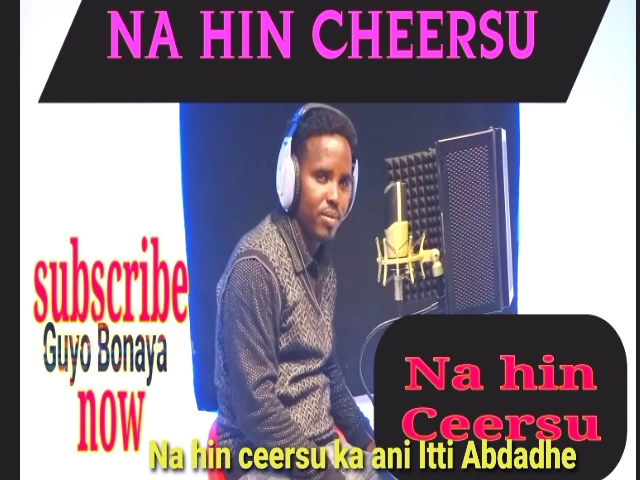 NA HIN CHEERSU
subscribe
Guyo Bonaya
now
Na hin
Ceersu
Na hin ceersu ka ani Itti Abdadhe